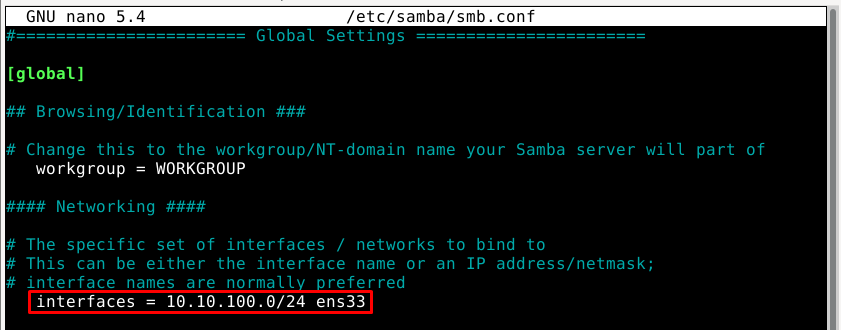 GNU nano 5.4 /etc/samba/smb.conf
#======================= Global Settings =======================
[global]
## Browsing/Identification ###
# Change this to the workgroup/NT-domain name your Samba server will part of
workgroup = WORKGROUP
#### Networking ####
# The specific set of interfaces / networks to bind to
# This can be either the interface name or an IP address/netmask;
# interface names are normally preferred
interfaces = 10.10.100.0/24 ens33